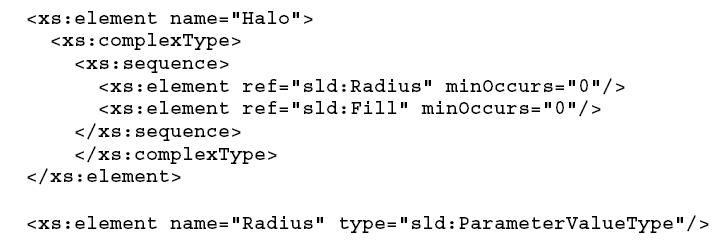 <xs:element name="Halo">
  <xs:complexType>
    <xs:sequence>
      <xs:element ref="sld:Radius" minOccurs="0"/>
      <xs:element ref="sld:Fill" minOccurs="0"/>
    </xs:sequence>
    </xs:complexType>
</xs:element>

<xs:element name="Radius" type="sld:ParameterValueType"/>